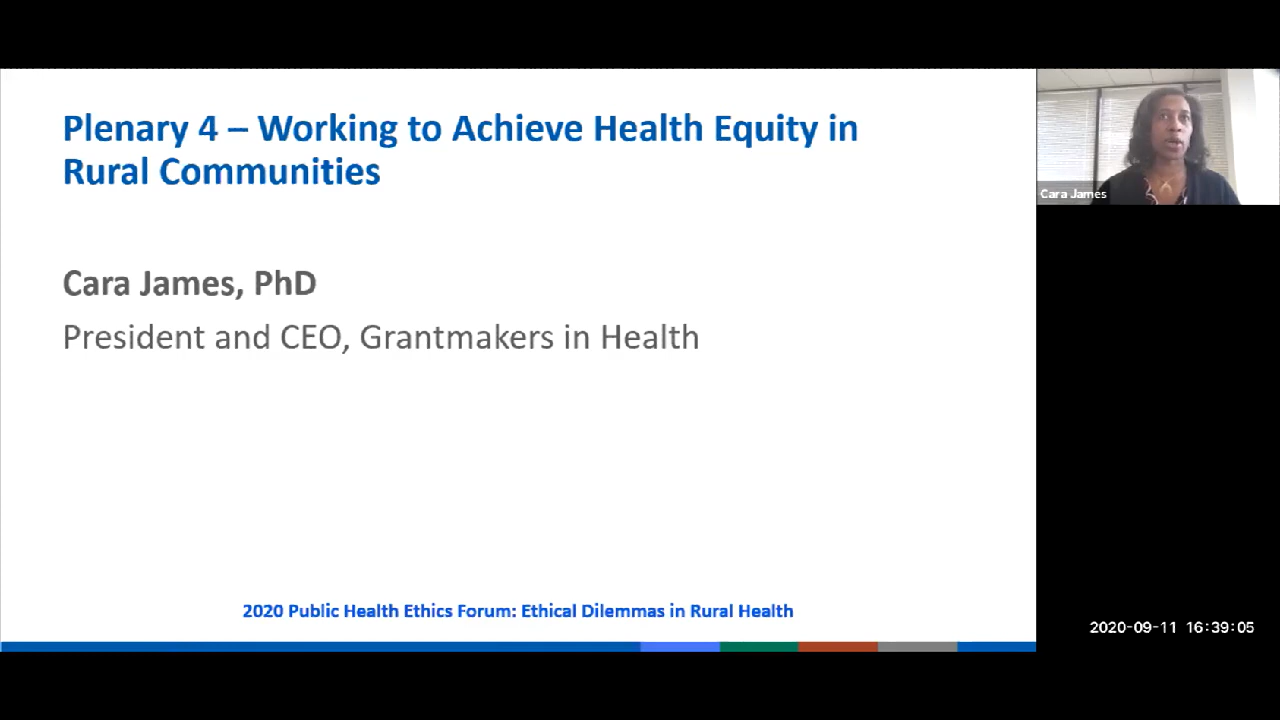 Plenary 4 – Working to Achieve Health Equity in
Rural Communities
Cara James, PhD
President and CEO, Grantmakers in Health
2020 Public Health Ethics Forum: Ethical Dilemmas in Rural Health
Cara James
2020-09-11 16:39:05